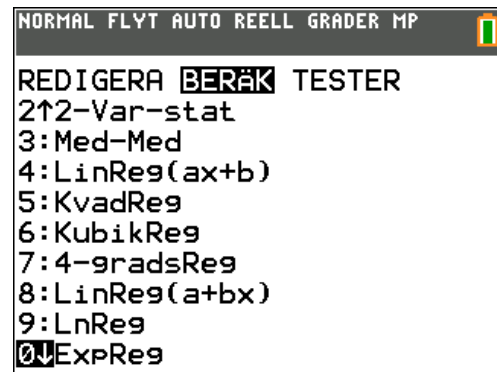 NORMAL FLYT AUTO REELL GRADER MP
REDIGERA BERÄK TESTER
2↑2-Var-stat
3:Med-Med
4:LinReg(ax+b)
5:KvadReg
6:KubikReg
7:4-gradsReg
8:LinReg(a+bx)
9:LnReg
0↓ExpReg